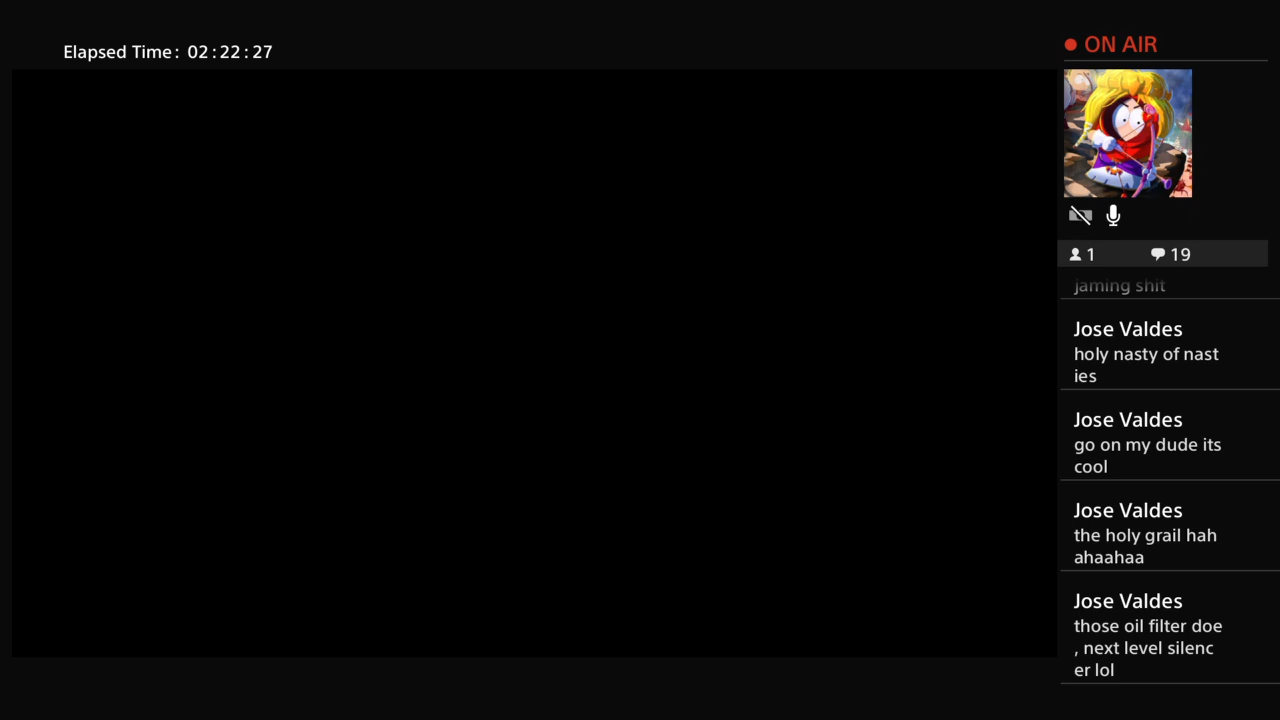 Elapsed Time: 02:22:27
ON AIR
1 19
jaming shit
Jose Valdes
holy nasty of nast
ies
Jose Valdes
go on my dude its
cool
Jose Valdes
the holy grail hah
ahaahaa
Jose Valdes
those oil filter doe
, next level silenc
er lol